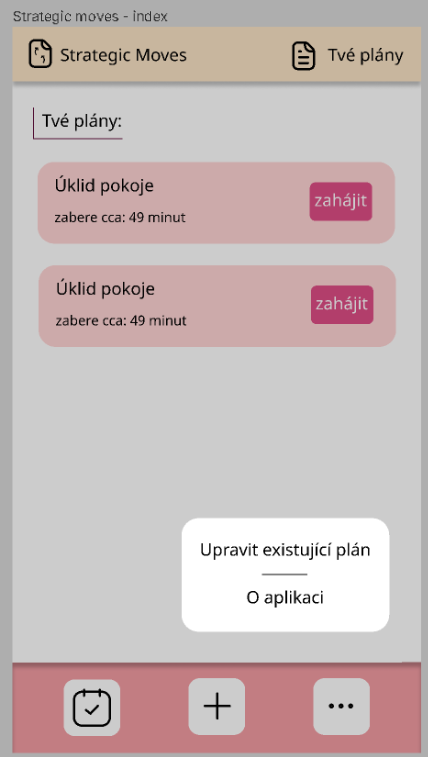 Strategic moves - index
Strategic Moves
Tvé plány
Tvé plány:
Úklid pokoje
zabere cca: 49 minut
zahájit
Úklid pokoje
zabere cca: 49 minut
zahájit
Upravit existující plán
O aplikaci